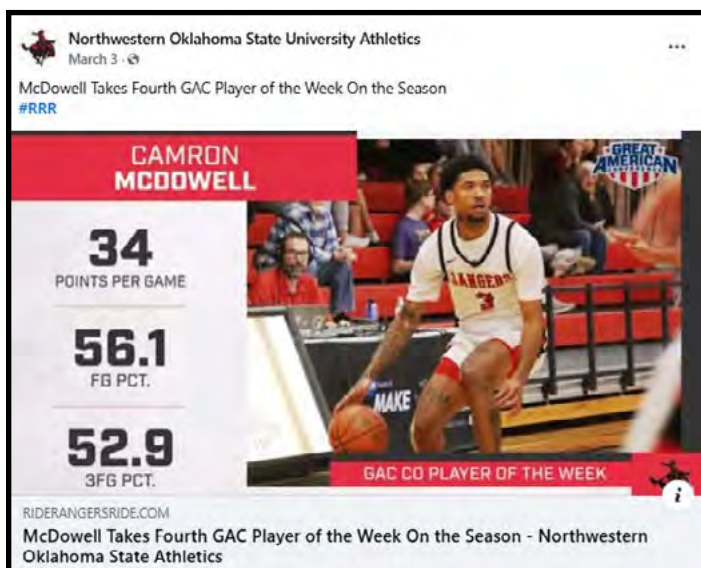 Northwestern Oklahoma State University Athletics
March 3 ·
McDowell Takes Fourth GAC Player of the Week On the Season
#RRR
CAMRON
MCDOWELL
34
POINTS PER GAME
56.1
FG PCT.
52.9
3FG PCT.
GREAT
AMERICAN
CONFERENCE
RANGERS
3
MAKE
GAC CO PLAYER OF THE WEEK
i
RIDERANGERSRIDE.COM
McDowell Takes Fourth GAC Player of the Week On the Season - Northwestern
Oklahoma State Athletics